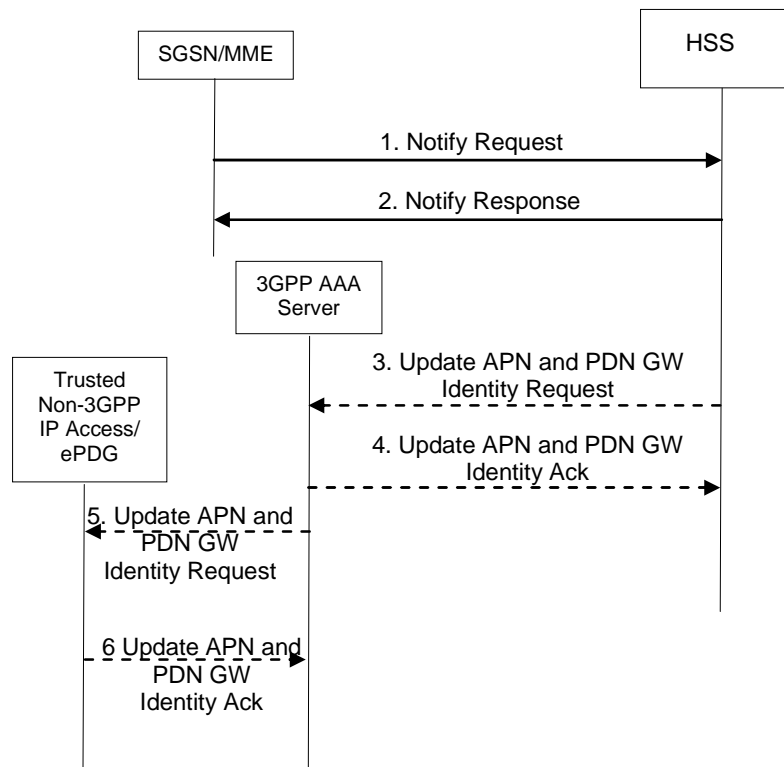 SGSN/MME
HSS
1. Notify Request
2. Notify Response
3GPP AAA
Server
3. Update APN and PDN GW
Identity Request
Trusted
Non-3GPP
IP Access/
ePDG
4. Update APN and PDN GW
Identity Ack
5. Update APN and
PDN GW
Identity Request
6 Update APN and
PDN GW
Identity Ack